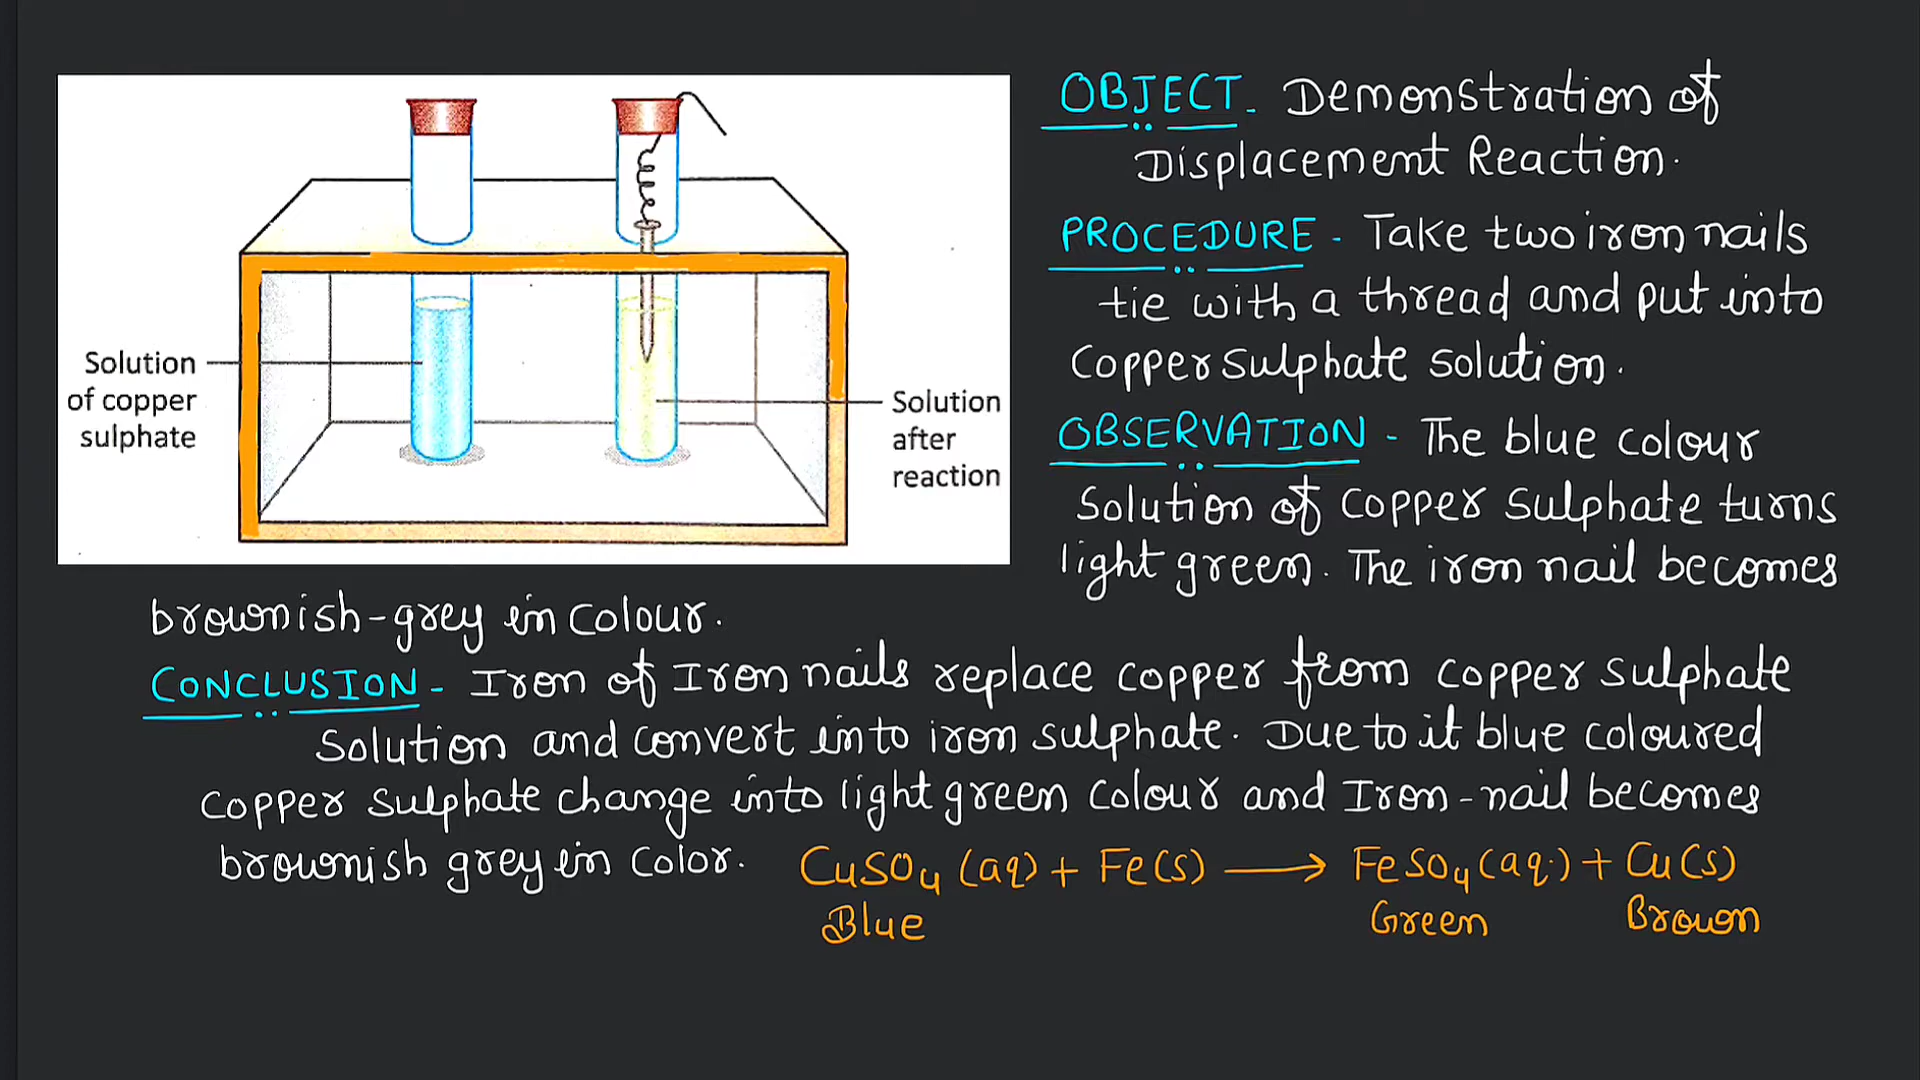 Solution
of copper
sulphate
Solution
after
reaction
OBJECT - Demonstration of
Displacement Reaction.
PROCEDURE - Take two iron nails
tie with a thread and put into
Copper sulphate solution.
OBSERVATION - The blue colour
Solution of copper sulphate turns
light green. The iron nail becomes
brownish-grey in colour.
CONCLUSION - Iron of Iron nails replace copper from copper sulphate
Solution and convert into iron sulphate. Due to it blue coloured
copper sulphate change into light green colour and Iron-nail becomes
brownish grey in color.
CuSO₄ (aq) + Fe(s) ⟶ FeSO₄ (aq.) + Cu(s)
Blue Green Brown